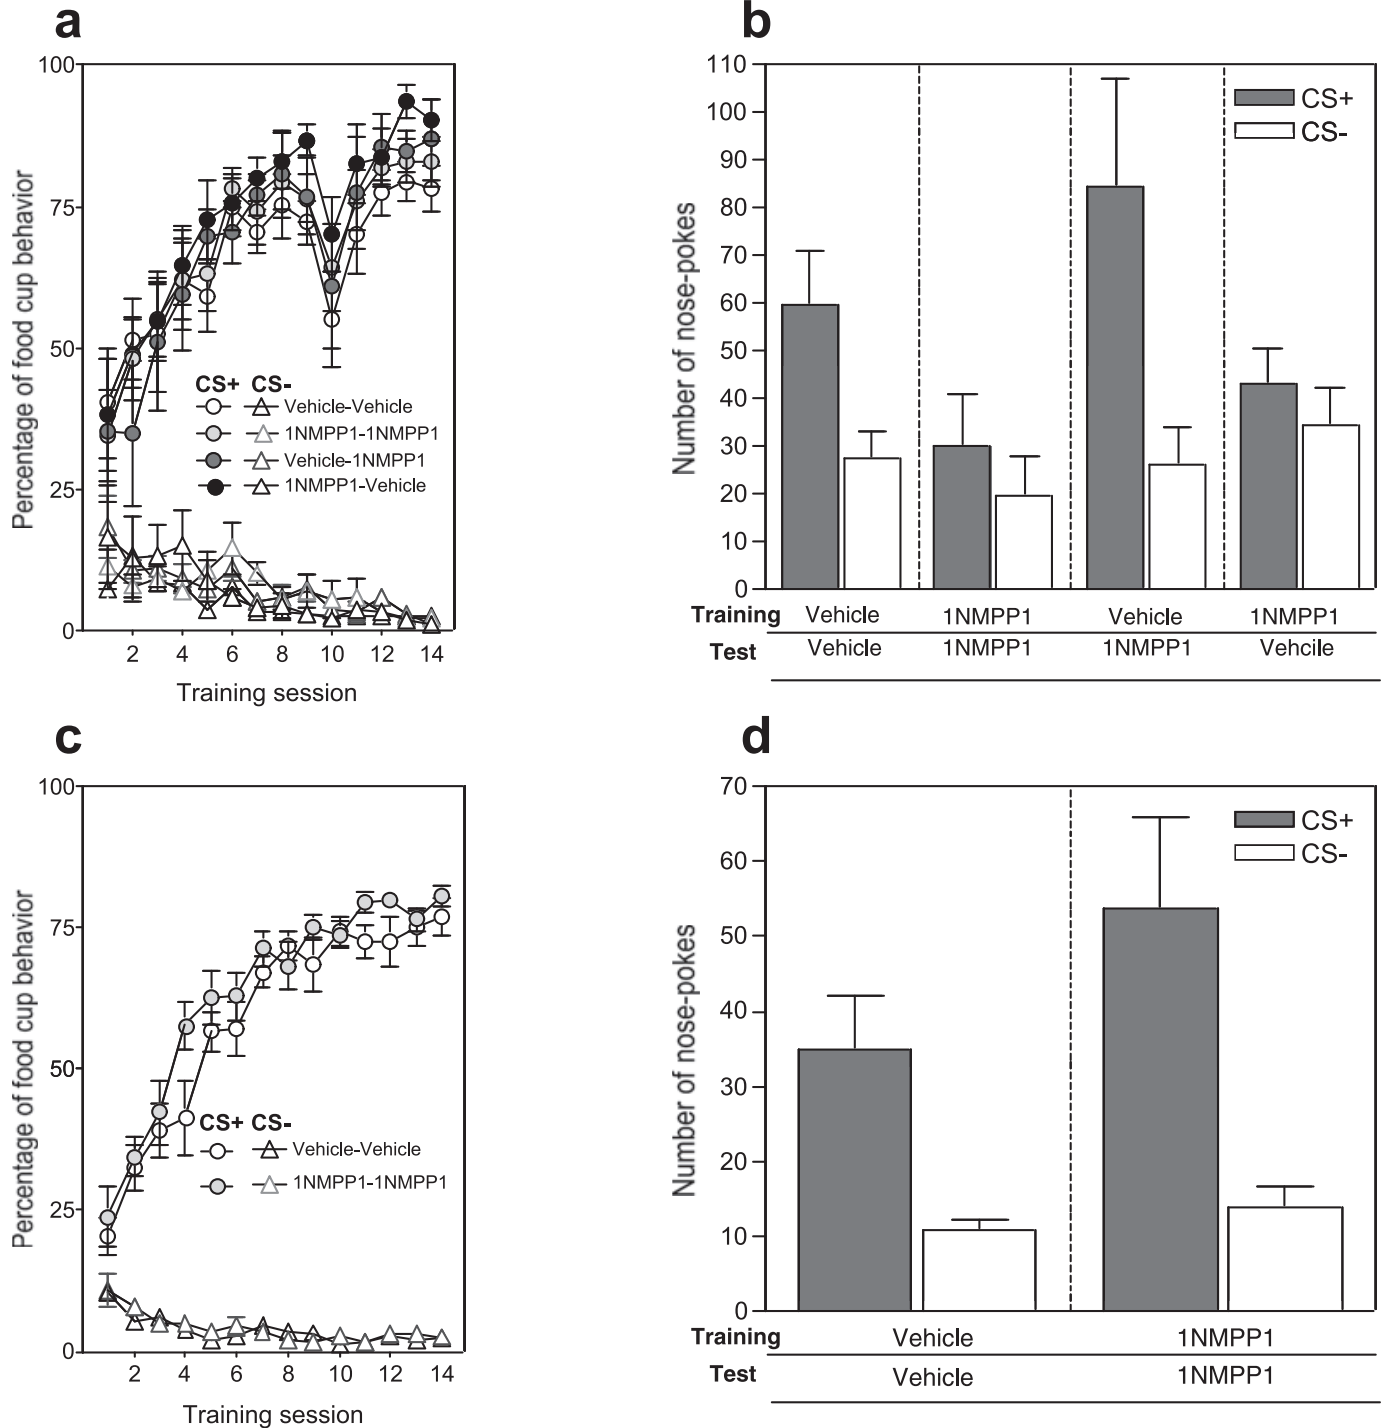 a
100
75
50
25
0
Percentage of food cup behavior
CS+ CS-
Vehicle-Vehicle
1NMPP1-1NMPP1
Vehicle-1NMPP1
1NMPP1-Vehicle
2 4 6 8 10 12 14
Training session
b
110
100
90
80
70
60
50
40
30
20
10
0
Number of nose-pokes
CS+
CS-
Training Vehicle 1NMPP1 Vehicle 1NMPP1
Test Vehicle 1NMPP1 1NMPP1 Vehcile
c
100
75
50
25
0
Percentage of food cup behavior
CS+ CS-
Vehicle-Vehicle
1NMPP1-1NMPP1
2 4 6 8 10 12 14
Training session
d
70
60
50
40
30
20
10
0
Number of nose-pokes
CS+
CS-
Training Vehicle 1NMPP1
Test Vehicle 1NMPP1